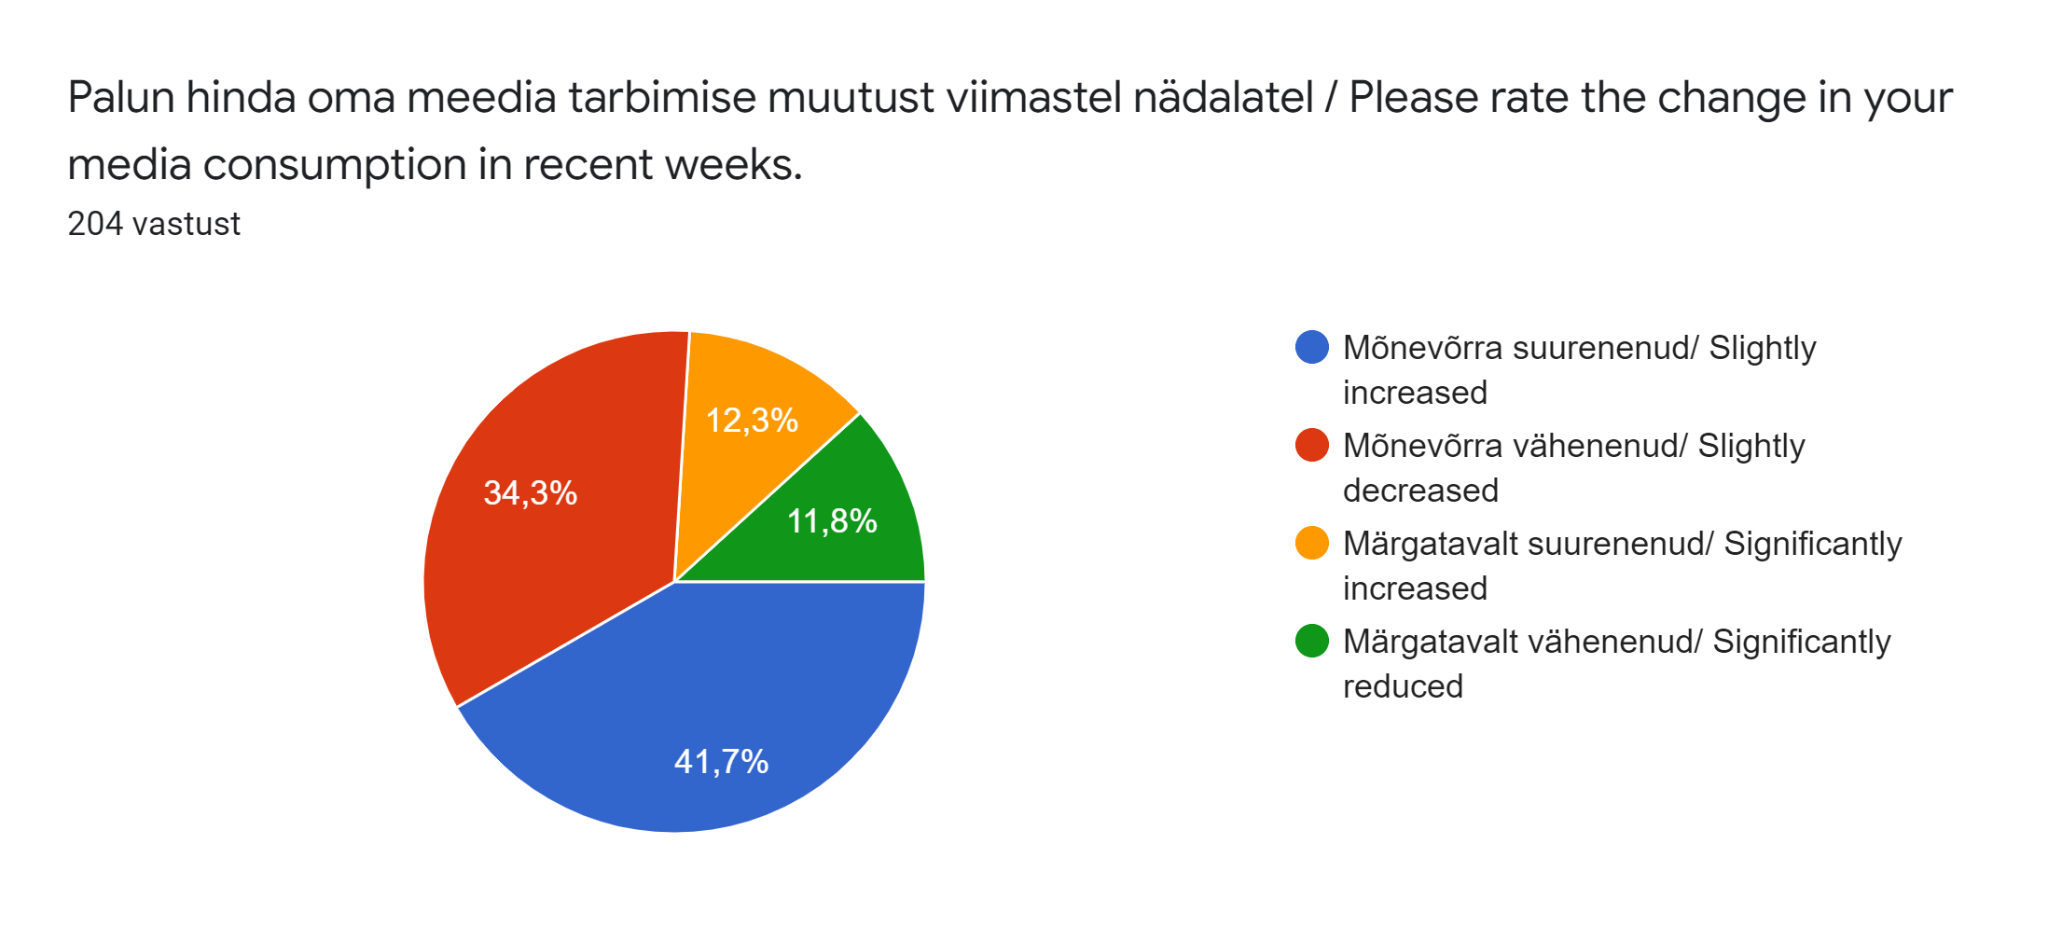 Palun hinda oma meedia tarbimise muutust viimastel nädalatel / Please rate the change in your
media consumption in recent weeks.
204 vastust
12,3%
34,3%
11,8%
41,7%
Mõnevõrra suurenenud/ Slightly
increased
Mõnevõrra vähenenud/ Slightly
decreased
Märgatavalt suurenenud/ Significantly
increased
Märgatavalt vähenenud/ Significantly
reduced